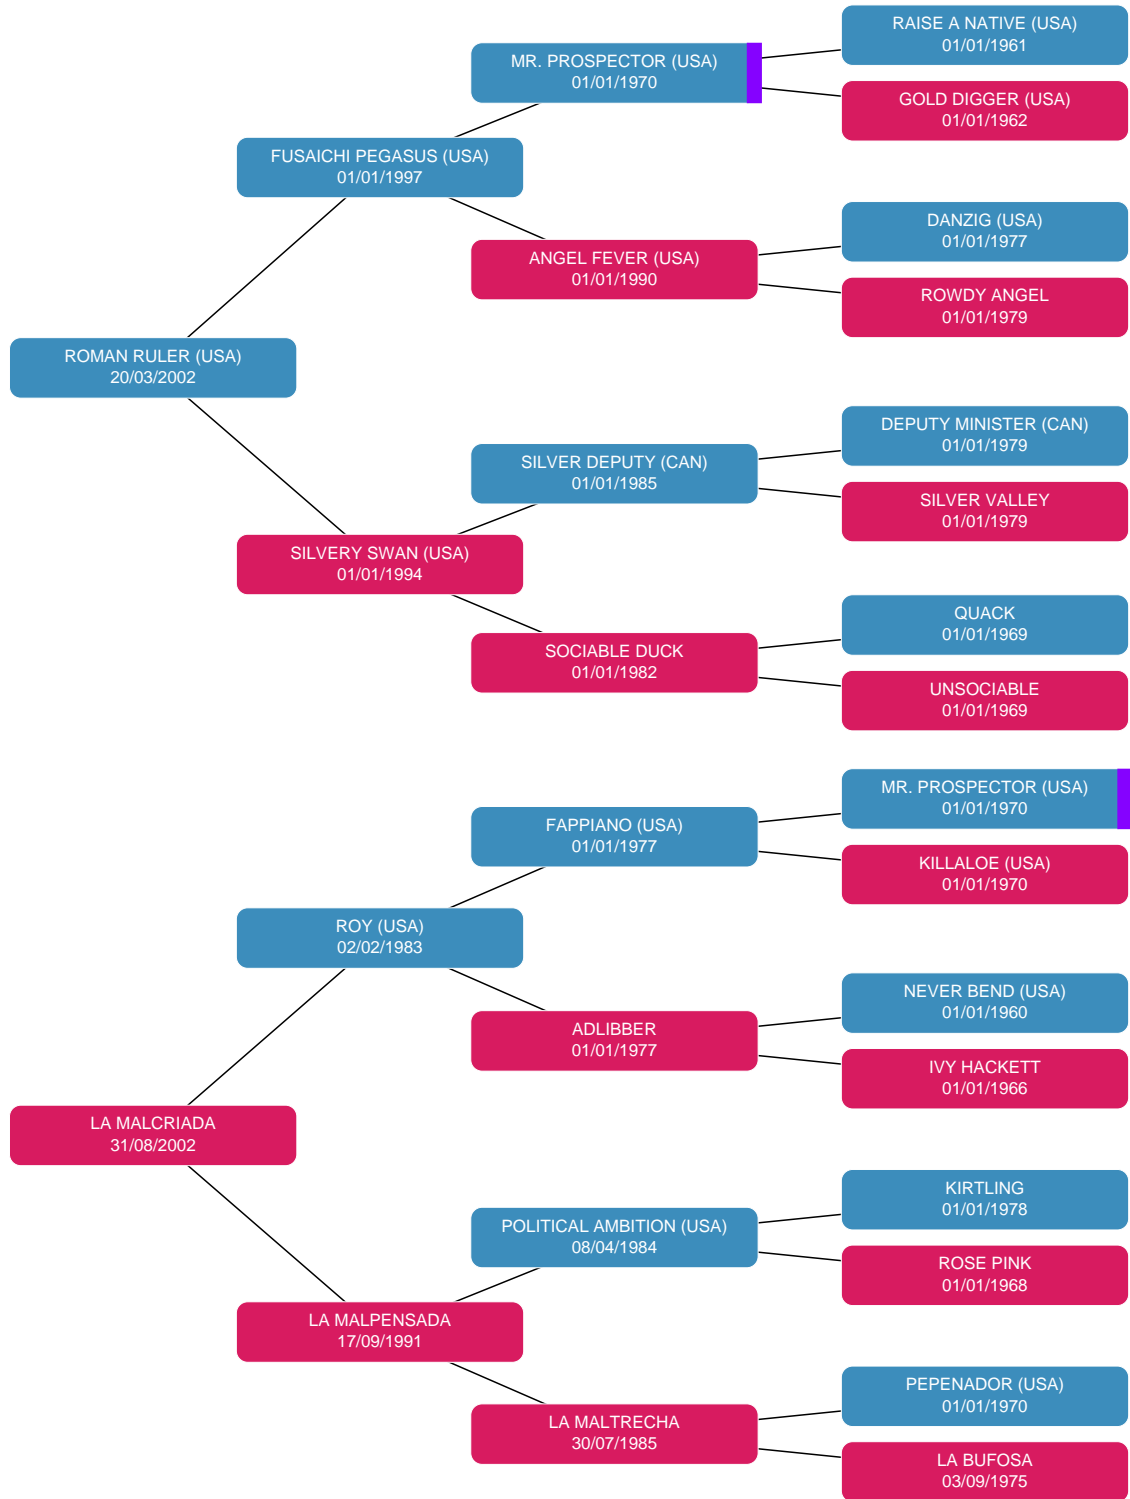 RAISE A NATIVE (USA)
01/01/1961
MR. PROSPECTOR (USA)
01/01/1970
GOLD DIGGER (USA)
01/01/1962
FUSAICHI PEGASUS (USA)
01/01/1997
DANZIG (USA)
01/01/1977
ANGEL FEVER (USA)
01/01/1990
ROWDY ANGEL
01/01/1979
ROMAN RULER (USA)
20/03/2002
DEPUTY MINISTER (CAN)
01/01/1979
SILVER DEPUTY (CAN)
01/01/1985
SILVER VALLEY
01/01/1979
SILVERY SWAN (USA)
01/01/1994
QUACK
01/01/1969
SOCIABLE DUCK
01/01/1982
UNSOCIABLE
01/01/1969
MR. PROSPECTOR (USA)
01/01/1970
FAPPIANO (USA)
01/01/1977
KILLALOE (USA)
01/01/1970
ROY (USA)
02/02/1983
NEVER BEND (USA)
01/01/1960
ADLIBBER
01/01/1977
IVY HACKETT
01/01/1966
LA MALCRIADA
31/08/2002
KIRTLING
01/01/1978
POLITICAL AMBITION (USA)
08/04/1984
ROSE PINK
01/01/1968
LA MALPENSADA
17/09/1991
PEPENADOR (USA)
01/01/1970
LA MALTRECHA
30/07/1985
LA BUFOSA
03/09/1975